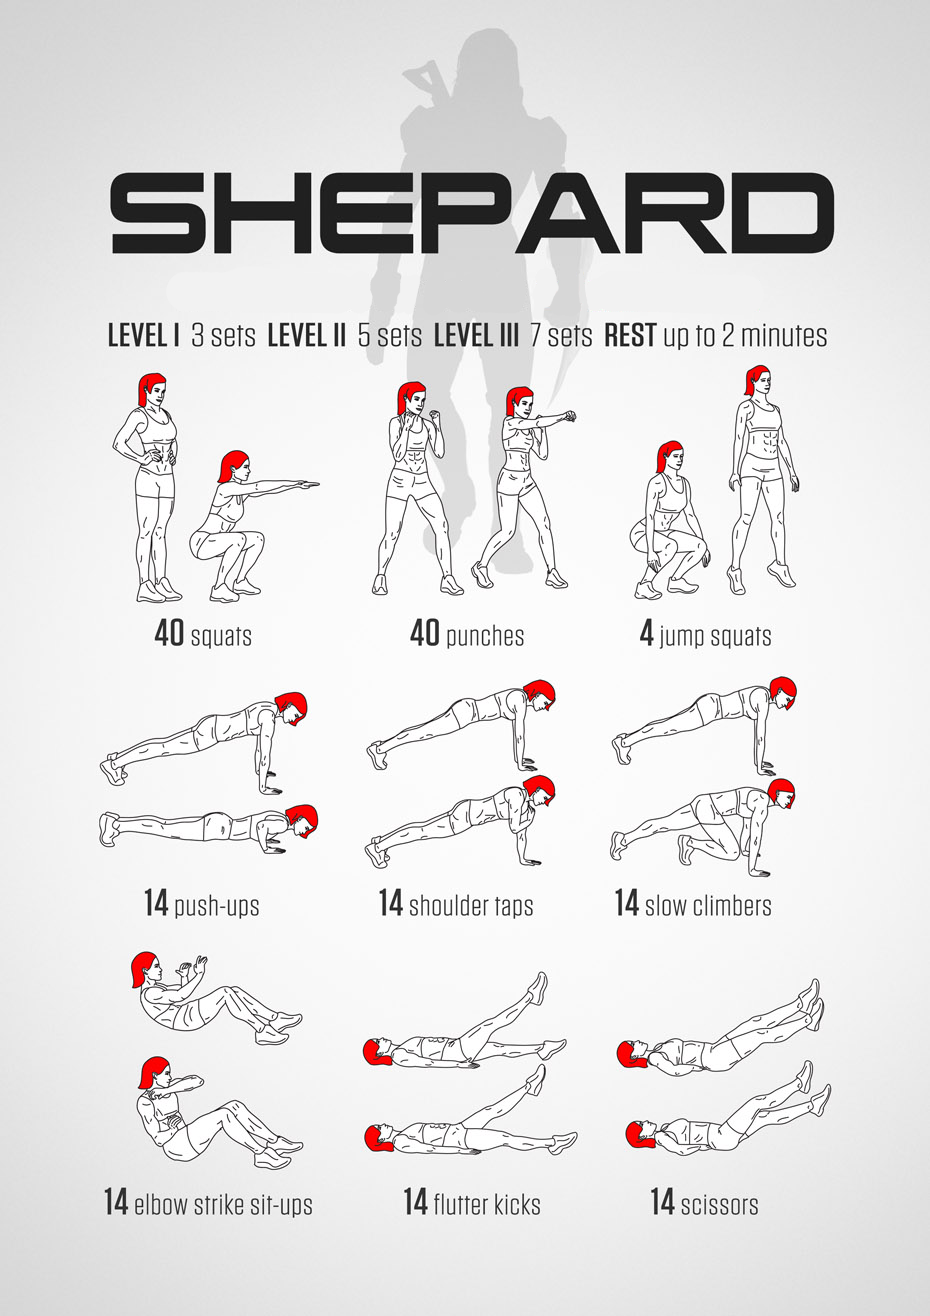 SHEPARD
LEVEL I 3 sets LEVEL II 5 sets LEVEL III 7 sets REST up to 2 minutes
40 squats
40 punches
4 jump squats
14 push-ups
14 shoulder taps
14 slow climbers
14 elbow strike sit-ups
14 flutter kicks
14 scissors